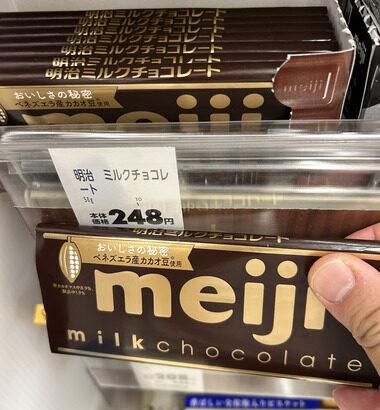 明治ミルクチョコレート
明治ミルクチョコレート
明治ミルクチョコレート
明治ミルクチョコレート
おいしさの秘密
ベネズエラ産カカオ豆使用
meiji
明治 ミルクチョコレ
ート
本体
価格 248円
明治ミルクチョコレート
おいしさの秘密
ベネズエラ産カカオ豆※使用
meiji
milk chocolate